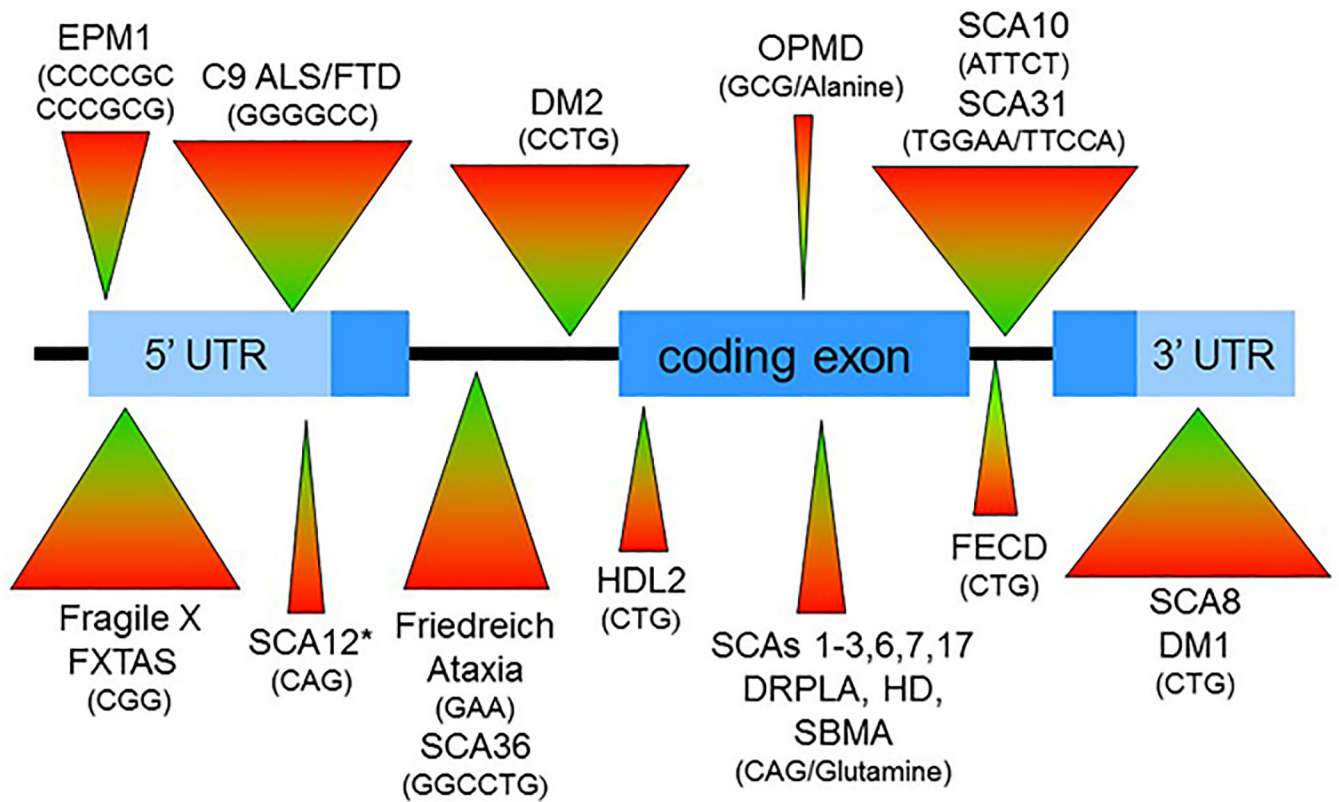 EPM1
(CCCCGC
CCCGCG)
C9 ALS/FTD
(GGGGCC)
DM2
(CCTG)
OPMD
(GCG/Alanine)
SCA10
(ATTCT)
SCA31
(TGGAA/TTCCA)
5’ UTR
coding exon
3’ UTR
Fragile X
FXTAS
(CGG)
SCA12*
(CAG)
Friedreich
Ataxia
(GAA)
SCA36
(GGCCTG)
HDL2
(CTG)
SCAs 1-3,6,7,17
DRPLA, HD,
SBMA
(CAG/Glutamine)
FECD
(CTG)
SCA8
DM1
(CTG)